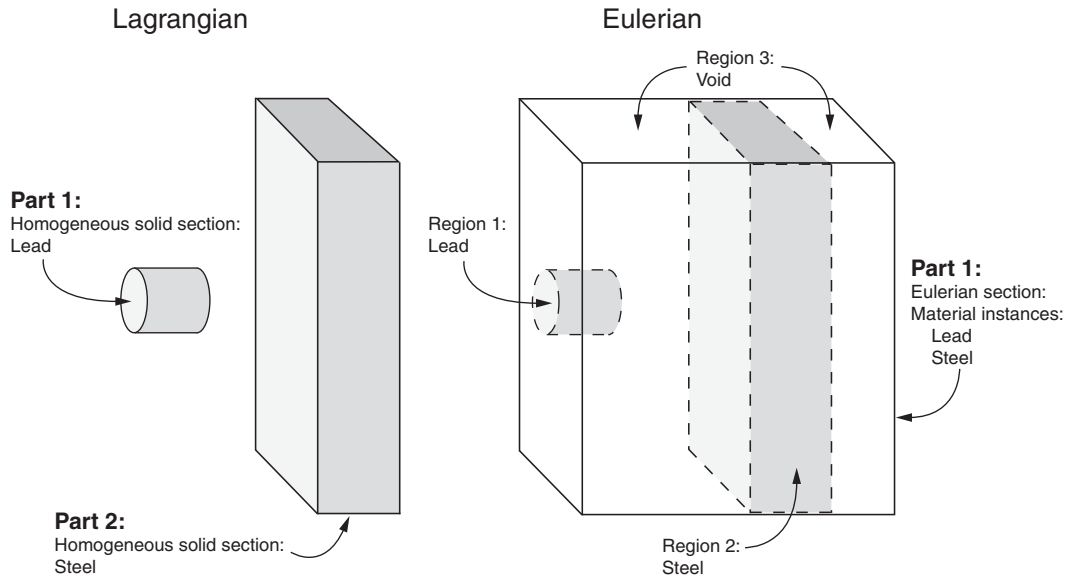 Lagrangian
Part 1:
Homogeneous solid section:
Lead
Part 2:
Homogeneous solid section:
Steel
Eulerian
Region 3:
Void
Region 1:
Lead
Part 1:
Eulerian section:
Material instances:
Lead
Steel
Region 2:
Steel